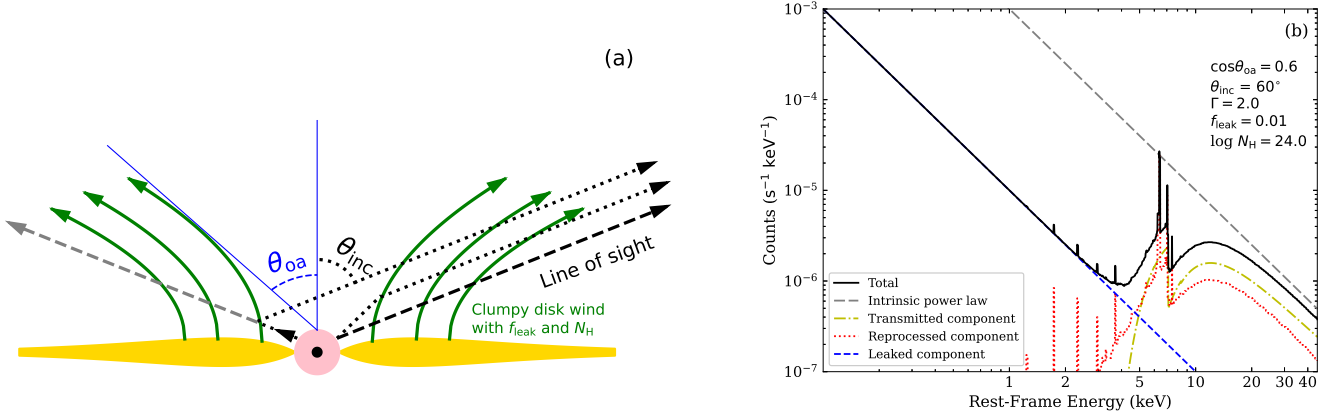 (a)
θoa
θinc
Line of sight
Clumpy disk wind
with fleak and NH
(b)
cosθoa = 0.6
θinc = 60°
Γ = 2.0
fleak = 0.01
log NH = 24.0
Counts (s⁻¹ keV⁻¹)
10⁻³
10⁻⁴
10⁻⁵
10⁻⁶
10⁻⁷
Total
Intrinsic power law
Transmitted component
Reprocessed component
Leaked component
1 2 5 10 20 30 40
Rest-Frame Energy (keV)